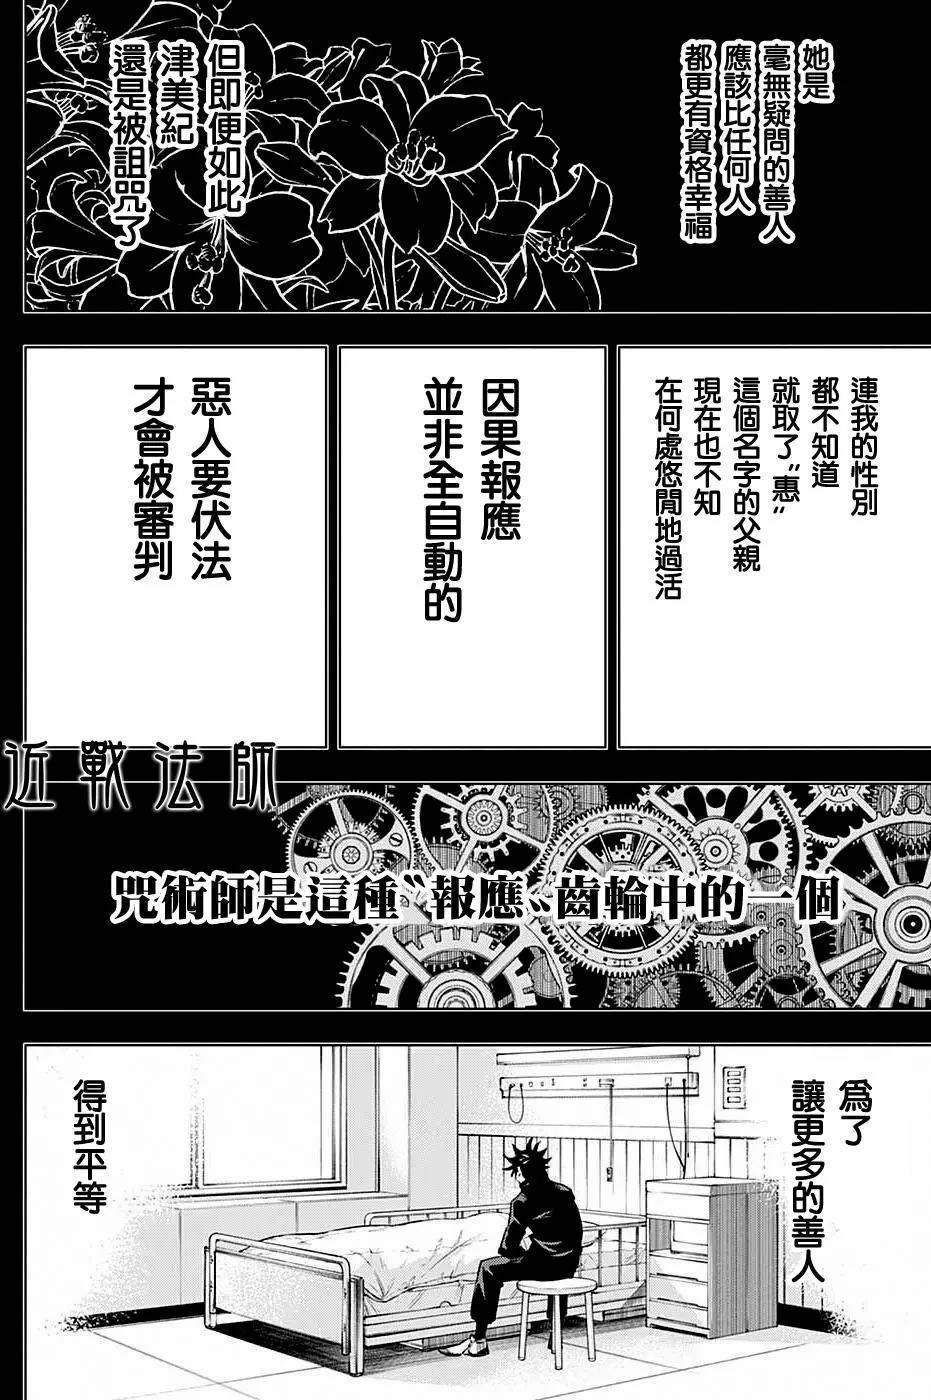 她是
毫無疑問的善人
應該比任何人
都更有資格幸福
但即便如此
津美紀
還是被詛咒了
連我的性別
都不知道
就取了〝惠〞
這個名字的父親
現在也不知
在何處悠閒地過活
因果報應
並非全自動的
惡人要伏法
才會被審判
近戰法師
咒術師是這種〝報應〞齒輪中的一個
為了
讓更多的善人
得到平等